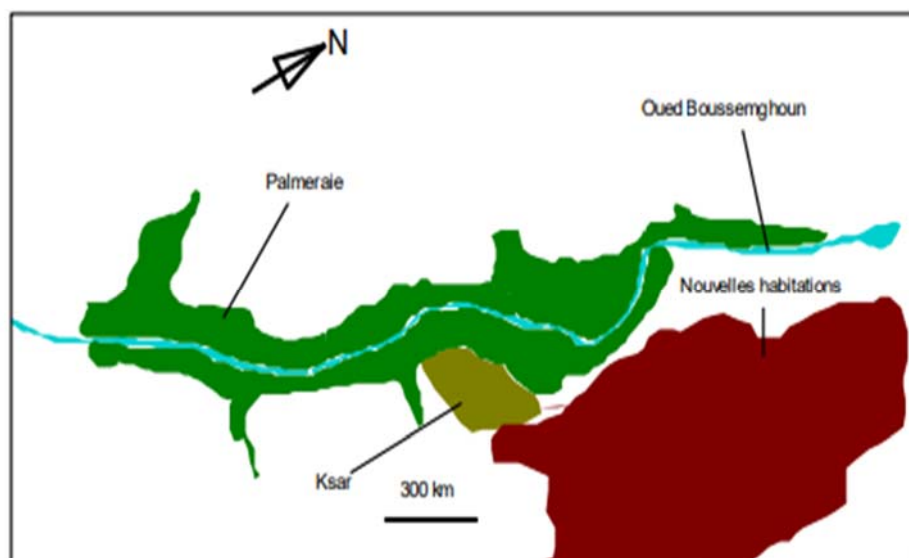 N
Oued Boussemghoun
Palmeraie
Nouvelles habitations
Ksar
300 km